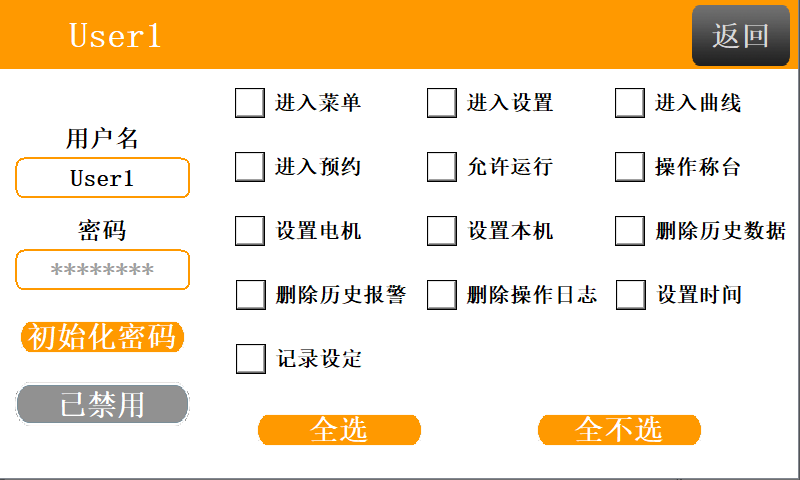 User1
返回
用户名
User1
密码
********
初始化密码
已禁用
进入菜单
进入设置
进入曲线
进入预约
允许运行
操作称台
设置电机
设置本机
删除历史数据
删除历史报警
删除操作日志
设置时间
记录设定
全选
全不选